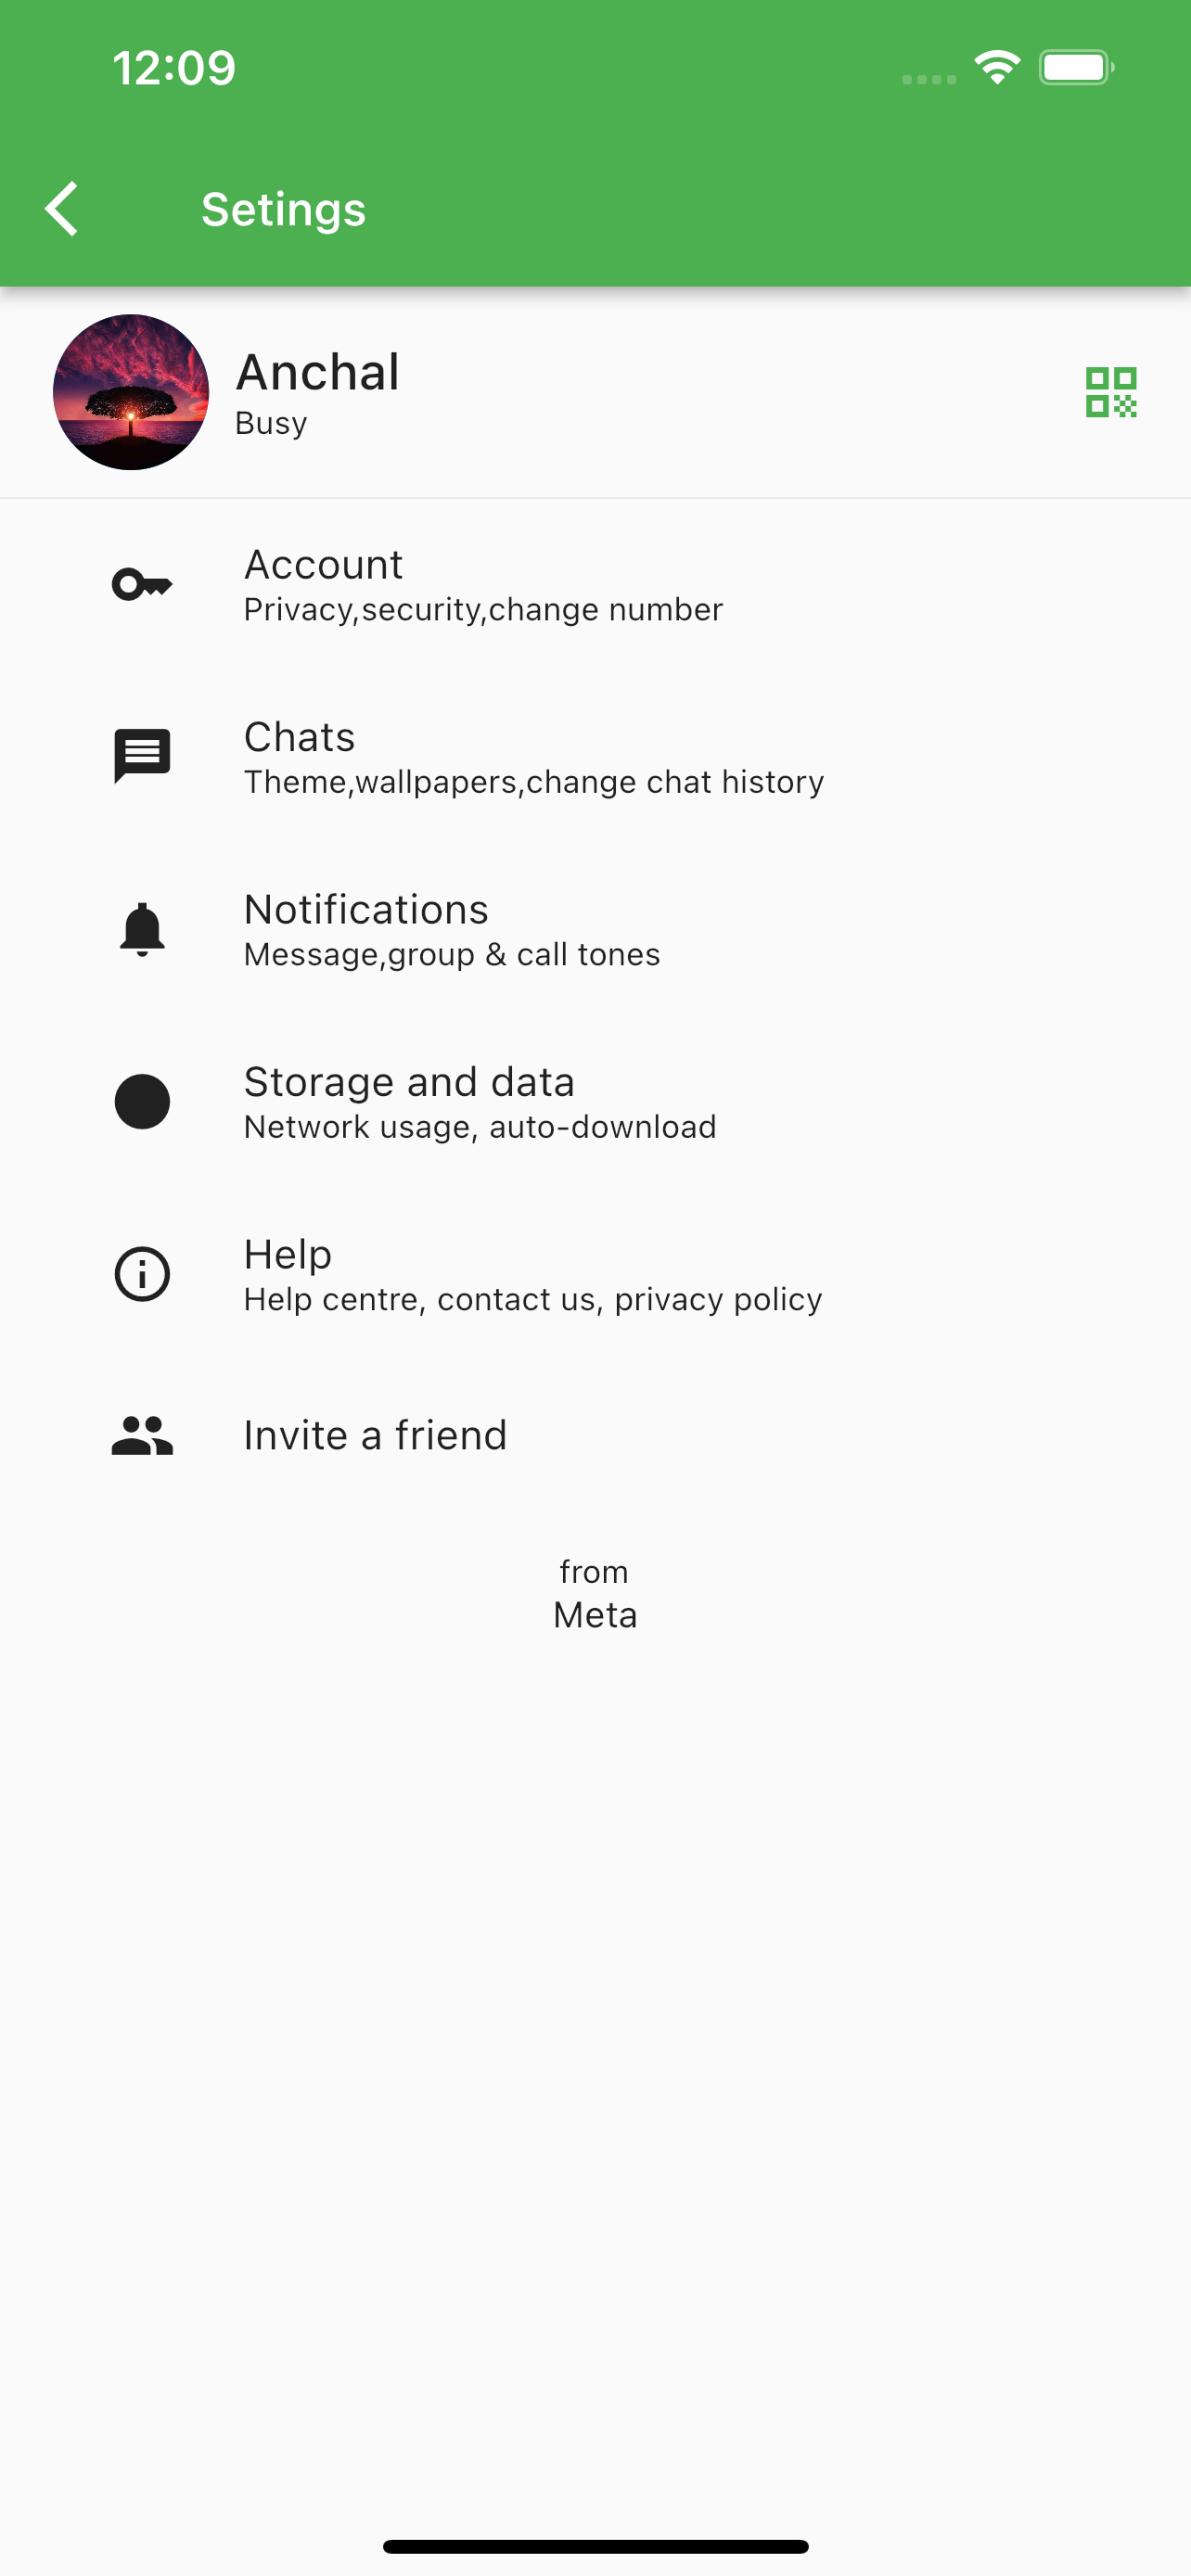 12:09
Setings
Anchal
Busy
Account
Privacy,security,change number
Chats
Theme,wallpapers,change chat history
Notifications
Message,group & call tones
Storage and data
Network usage, auto-download
Help
Help centre, contact us, privacy policy
Invite a friend
from
Meta